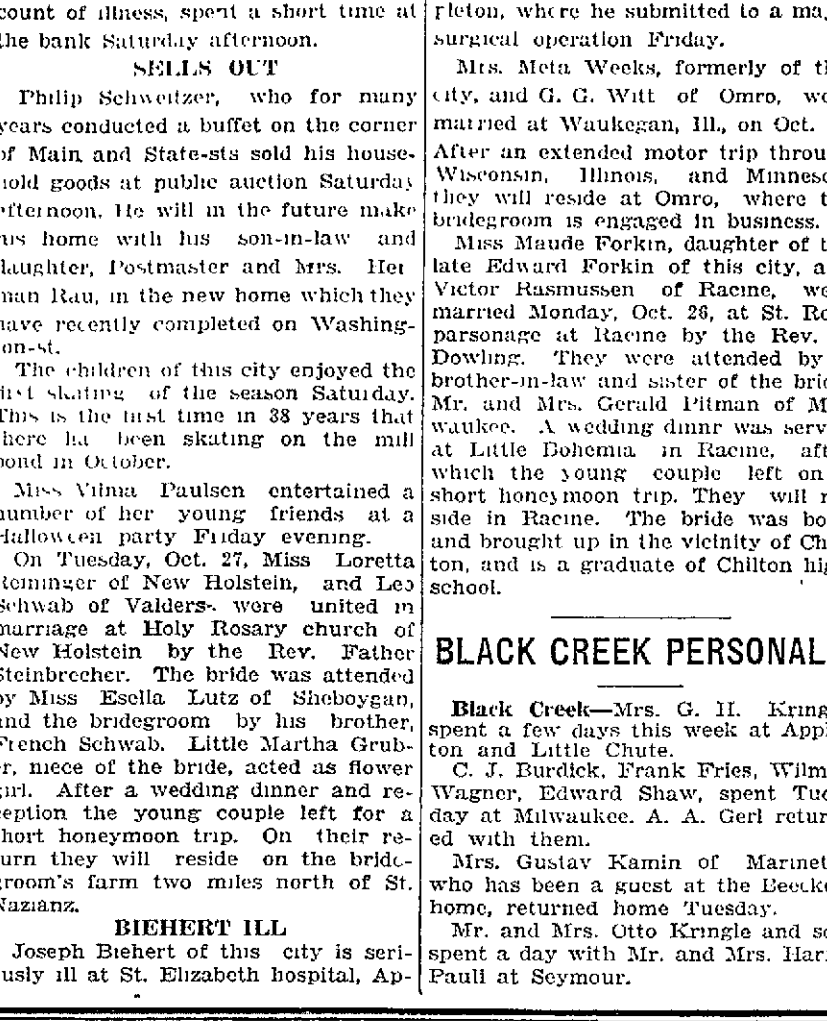 count of illness, spent a short time at
the bank Saturday afternoon.
SELLS OUT
Philip Schweitzer, who for many
years conducted a buffet on the corner
of Main and State-sts sold his house-
hold goods at public auction Saturday
afternoon. He will in the future make
his home with his son-in-law and
daughter, Postmaster and Mrs. Her
man Rau, in the new home which they
have recently completed on Washing-
ton-st.
The children of this city enjoyed the
first skating of the season Saturday.
This is the first time in 38 years that
there ha been skating on the mill
pond in October.
Miss Vilma Paulsen entertained a
number of her young friends at a
Halloween party Friday evening.
On Tuesday, Oct. 27, Miss Loretta
Reminger of New Holstein, and Leo
Schwab of Valders- were united in
marriage at Holy Rosary church of
New Holstein by the Rev. Father
Steinbrecher. The bride was attended
by Miss Esella Lutz of Sheboygan,
and the bridegroom by his brother,
French Schwab. Little Martha Grub-
er, niece of the bride, acted as flower
girl. After a wedding dinner and re-
ception the young couple left for a
short honeymoon trip. On their re-
turn they will reside on the bride-
groom's farm two miles north of St.
Nazianz.
BIEHERT ILL
Joseph Biehert of this city is seri-
ously ill at St. Elizabeth hospital, Ap-
pleton, where he submitted to a ma
surgical operation Friday.
Mrs. Meta Weeks, formerly of th
city, and G. G. Witt of Omro, we
married at Waukegan, Ill., on Oct.
After an extended motor trip throu
Wisconsin, Illinois, and Minneso
they will reside at Omro, where t
bridegroom is engaged in business.
Miss Maude Forkin, daughter of t
late Edward Forkin of this city, a
Victor Rasmussen of Racine, we
married Monday, Oct. 26, at St. Ro
parsonage at Racine by the Rev.
Dowling. They were attended by
brother-in-law and sister of the brid
Mr. and Mrs. Gerald Pitman of M
waukee. A wedding dinnr was serv
at Little Bohemia in Racine, aft
which the young couple left on
short honeymoon trip. They will r
side in Racine. The bride was bo
and brought up in the vicinity of Ch
ton, and is a graduate of Chilton hig
school.
BLACK CREEK PERSONAL
Black Creek—Mrs. G. H. Kring
spent a few days this week at Appl
ton and Little Chute.
C. J. Burdick, Frank Fries, Wilm
Wagner, Edward Shaw, spent Tue
day at Milwaukee. A. A. Gerl retur
ed with them.
Mrs. Gustav Kamin of Marinet
who has been a guest at the Beecke
home, returned home Tuesday.
Mr. and Mrs. Otto Kringle and so
spent a day with Mr. and Mrs. Har
Pauli at Seymour.